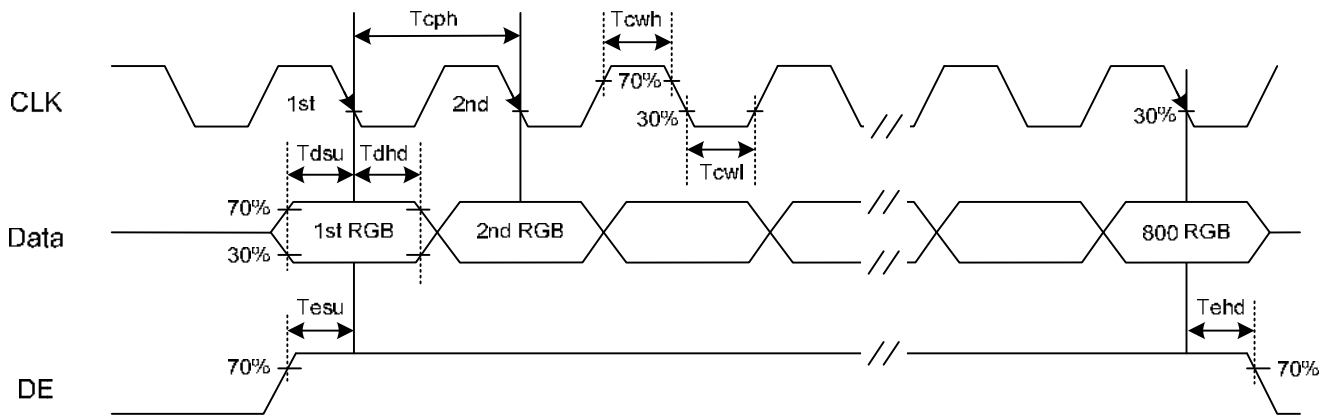 Tcph
Tcwh
CLK
1st
2nd
70%
30%
30%
Tdsu
Tdhd
Tcwl
70%
Data
1st RGB
2nd RGB
800 RGB
30%
Tesu
Tehd
70%
70%
DE